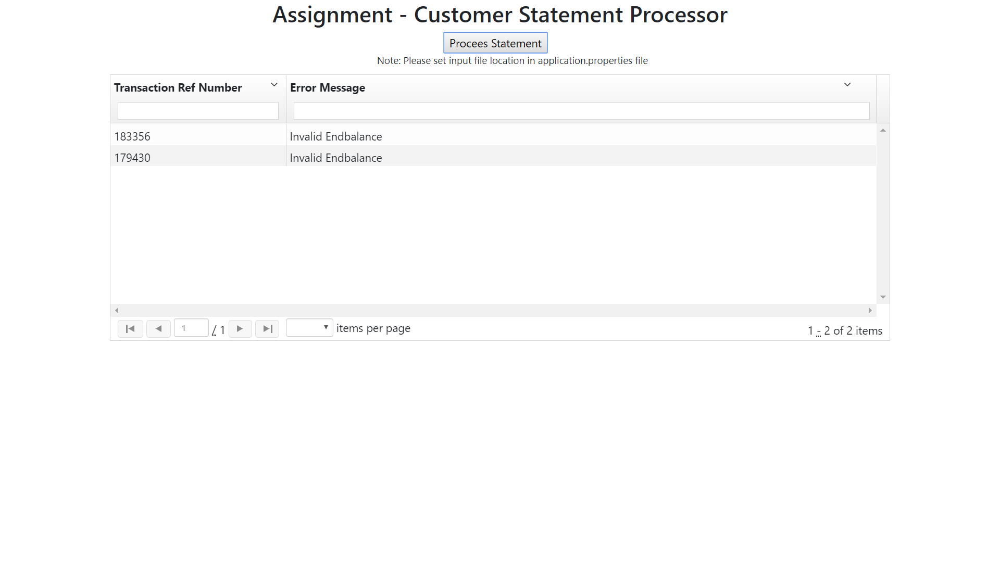 Assignment - Customer Statement Processor
Procees Statement
Note: Please set input file location in application.properties file
Transaction Ref Number Error Message
183356 Invalid Endbalance
179430 Invalid Endbalance
1 / 1 items per page 1 - 2 of 2 items